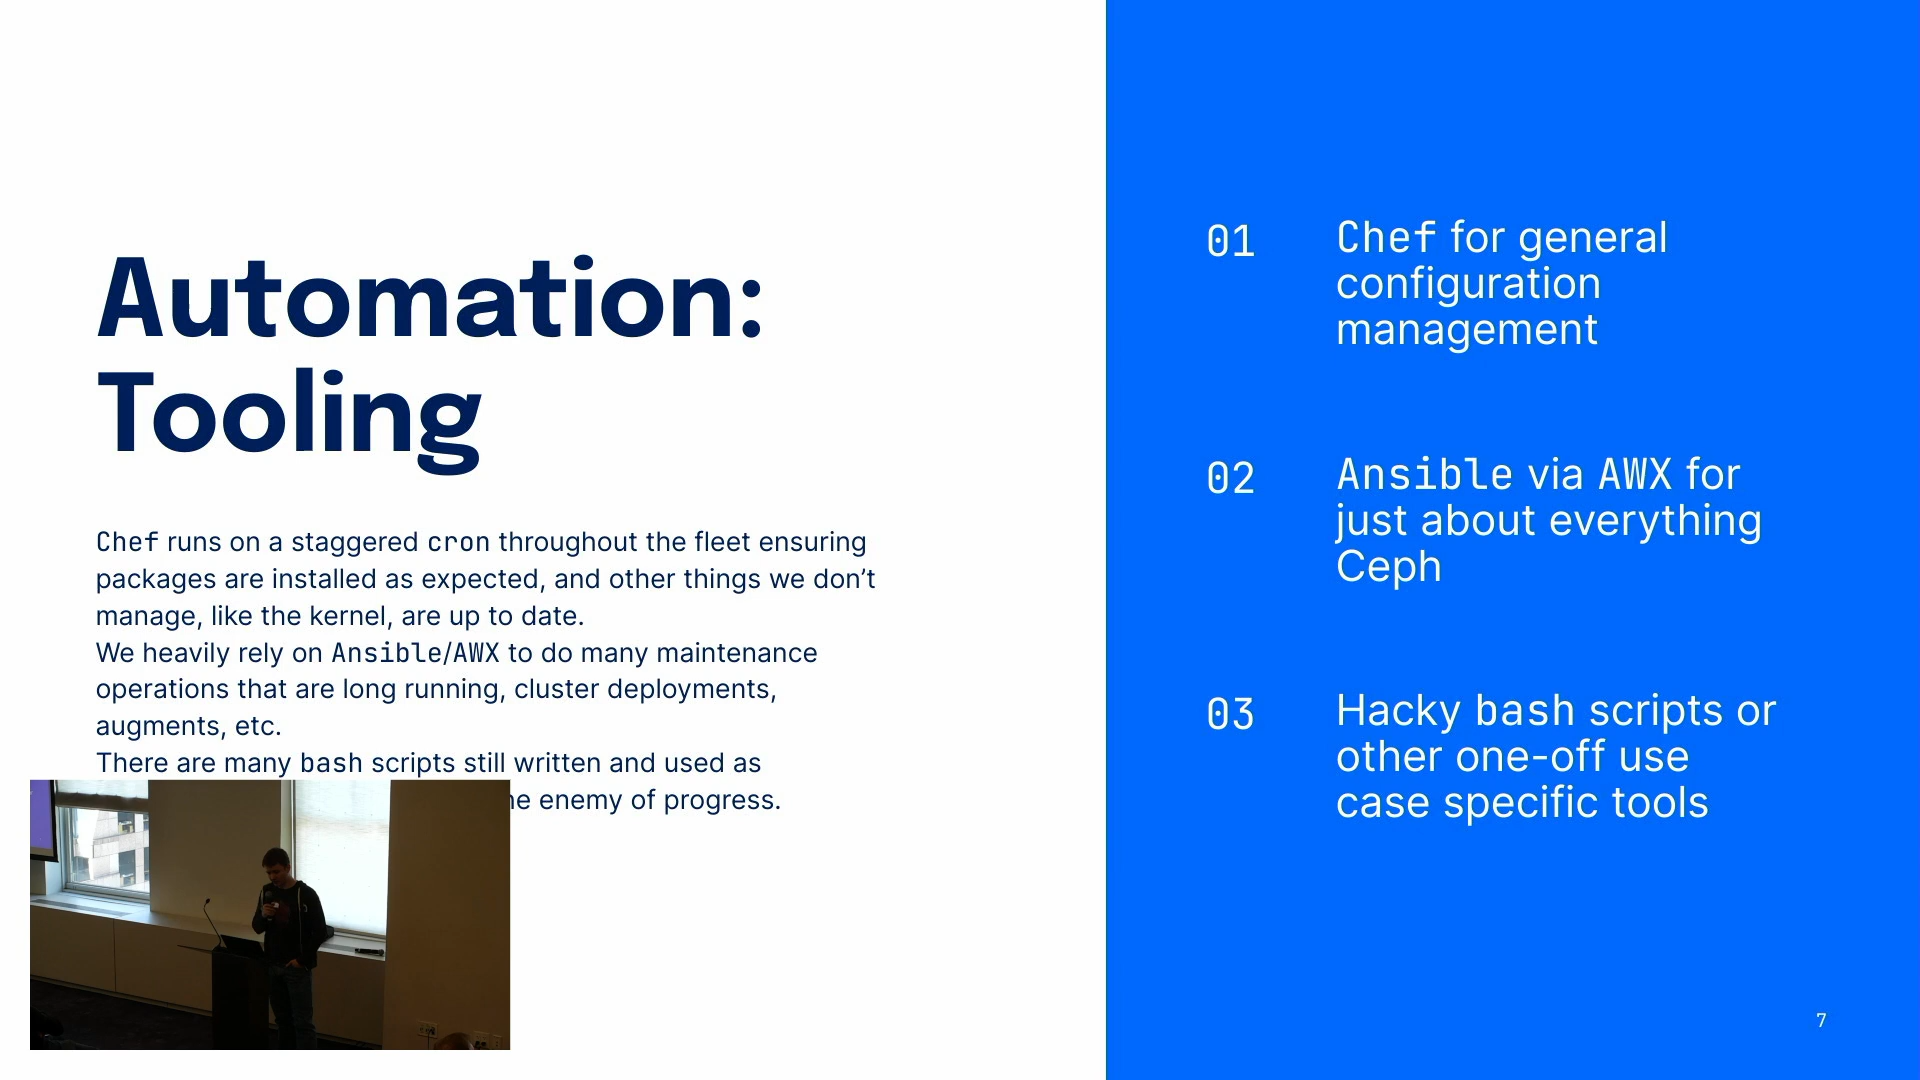 Automation:
Tooling
Chef runs on a staggered cron throughout the fleet ensuring
packages are installed as expected, and other things we don’t
manage, like the kernel, are up to date.
We heavily rely on Ansible/AWX to do many maintenance
operations that are long running, cluster deployments,
augments, etc.
There are many bash scripts still written and used as
enemy of progress.
01
Chef for general
configuration
management
02
Ansible via AWX for
just about everything
Ceph
03
Hacky bash scripts or
other one-off use
case specific tools
7